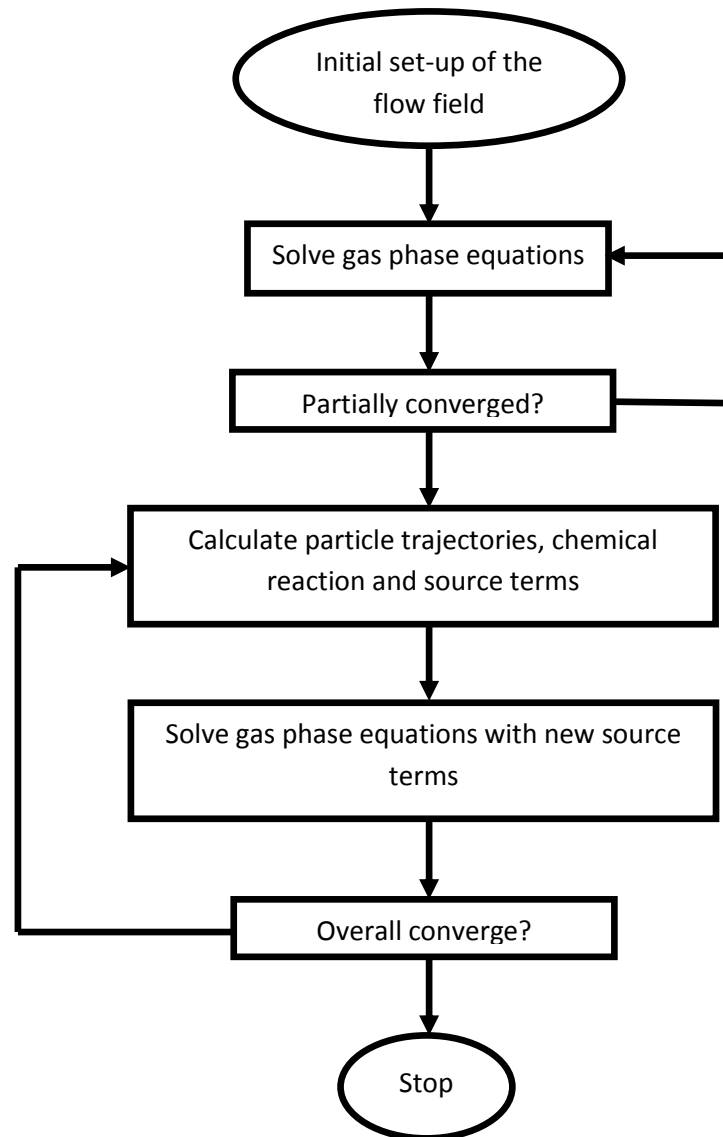 Initial set-up of the
flow field
Solve gas phase equations
Partially converged?
Calculate particle trajectories, chemical
reaction and source terms
Solve gas phase equations with new source
terms
Overall converge?
Stop